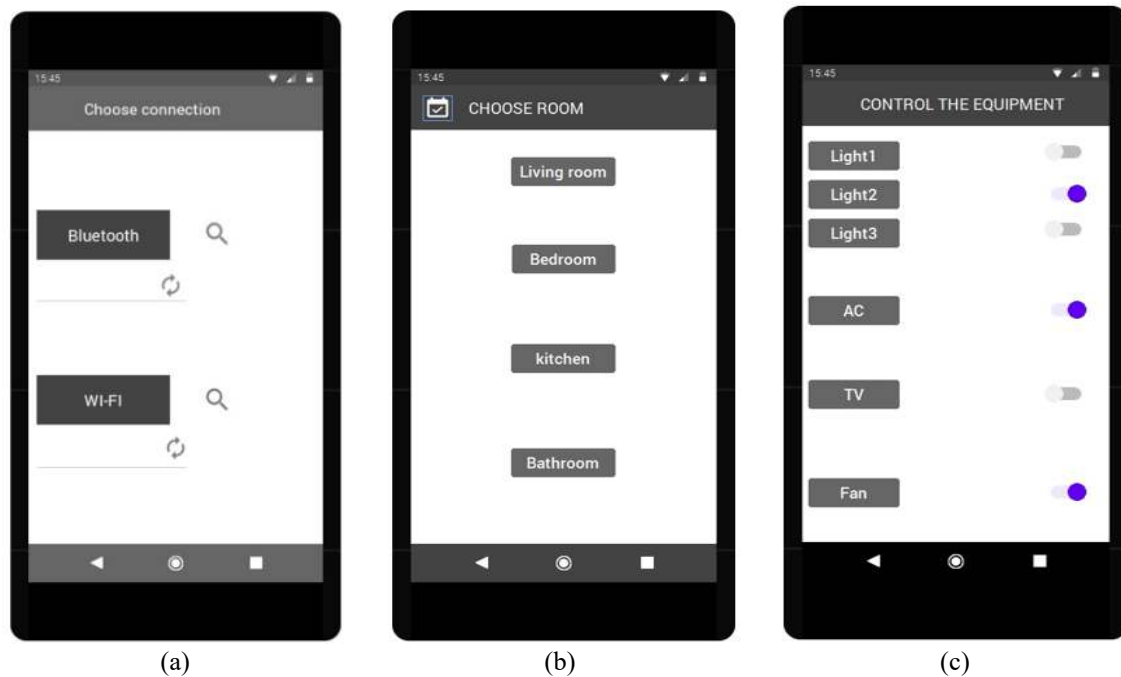 15:45
Choose connection
Bluetooth
WI-FI
(a)
15:45
CHOOSE ROOM
Living room
Bedroom
kitchen
Bathroom
(b)
15:45
CONTROL THE EQUIPMENT
Light1
Light2
Light3
AC
TV
Fan
(c)